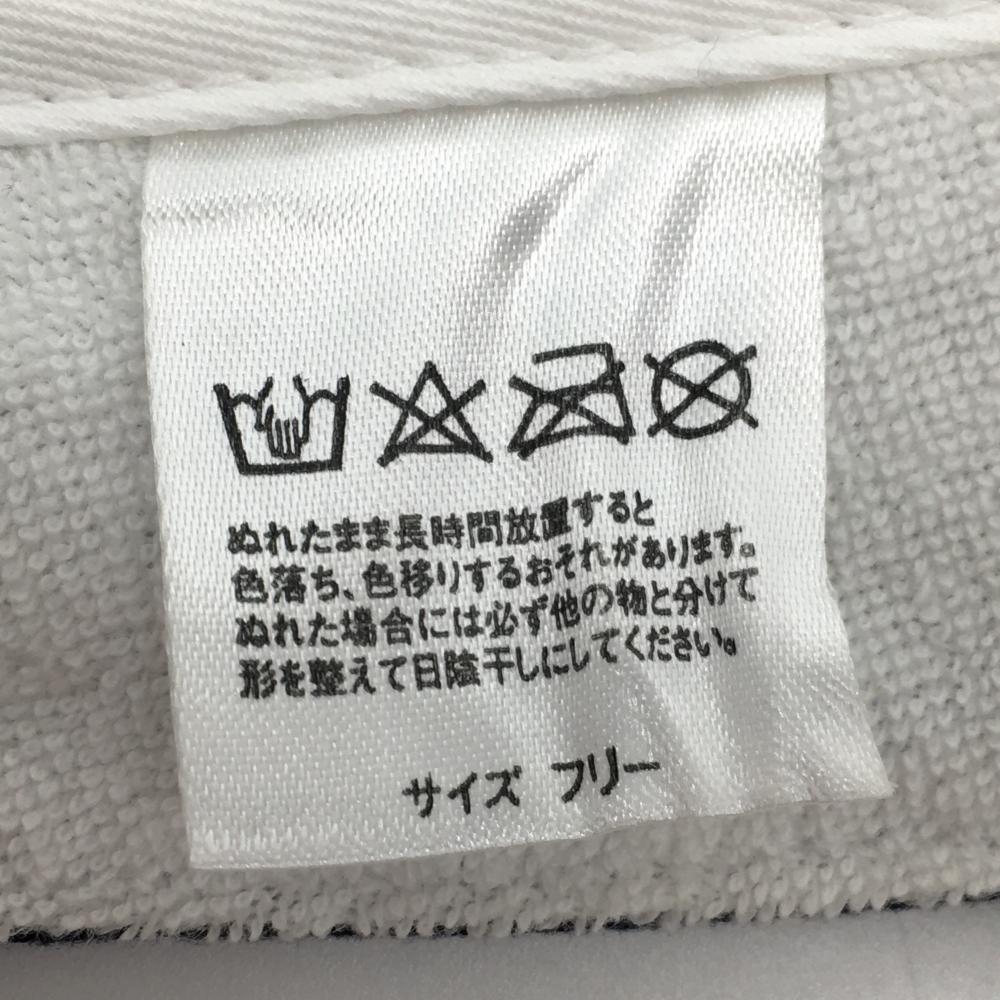 ぬれたまま長時間放置すると
色落ち、色移りするおそれがあります。
ぬれた場合には必ず他の物と分けて
形を整えて日陰干しにしてください。
サイズ フリー